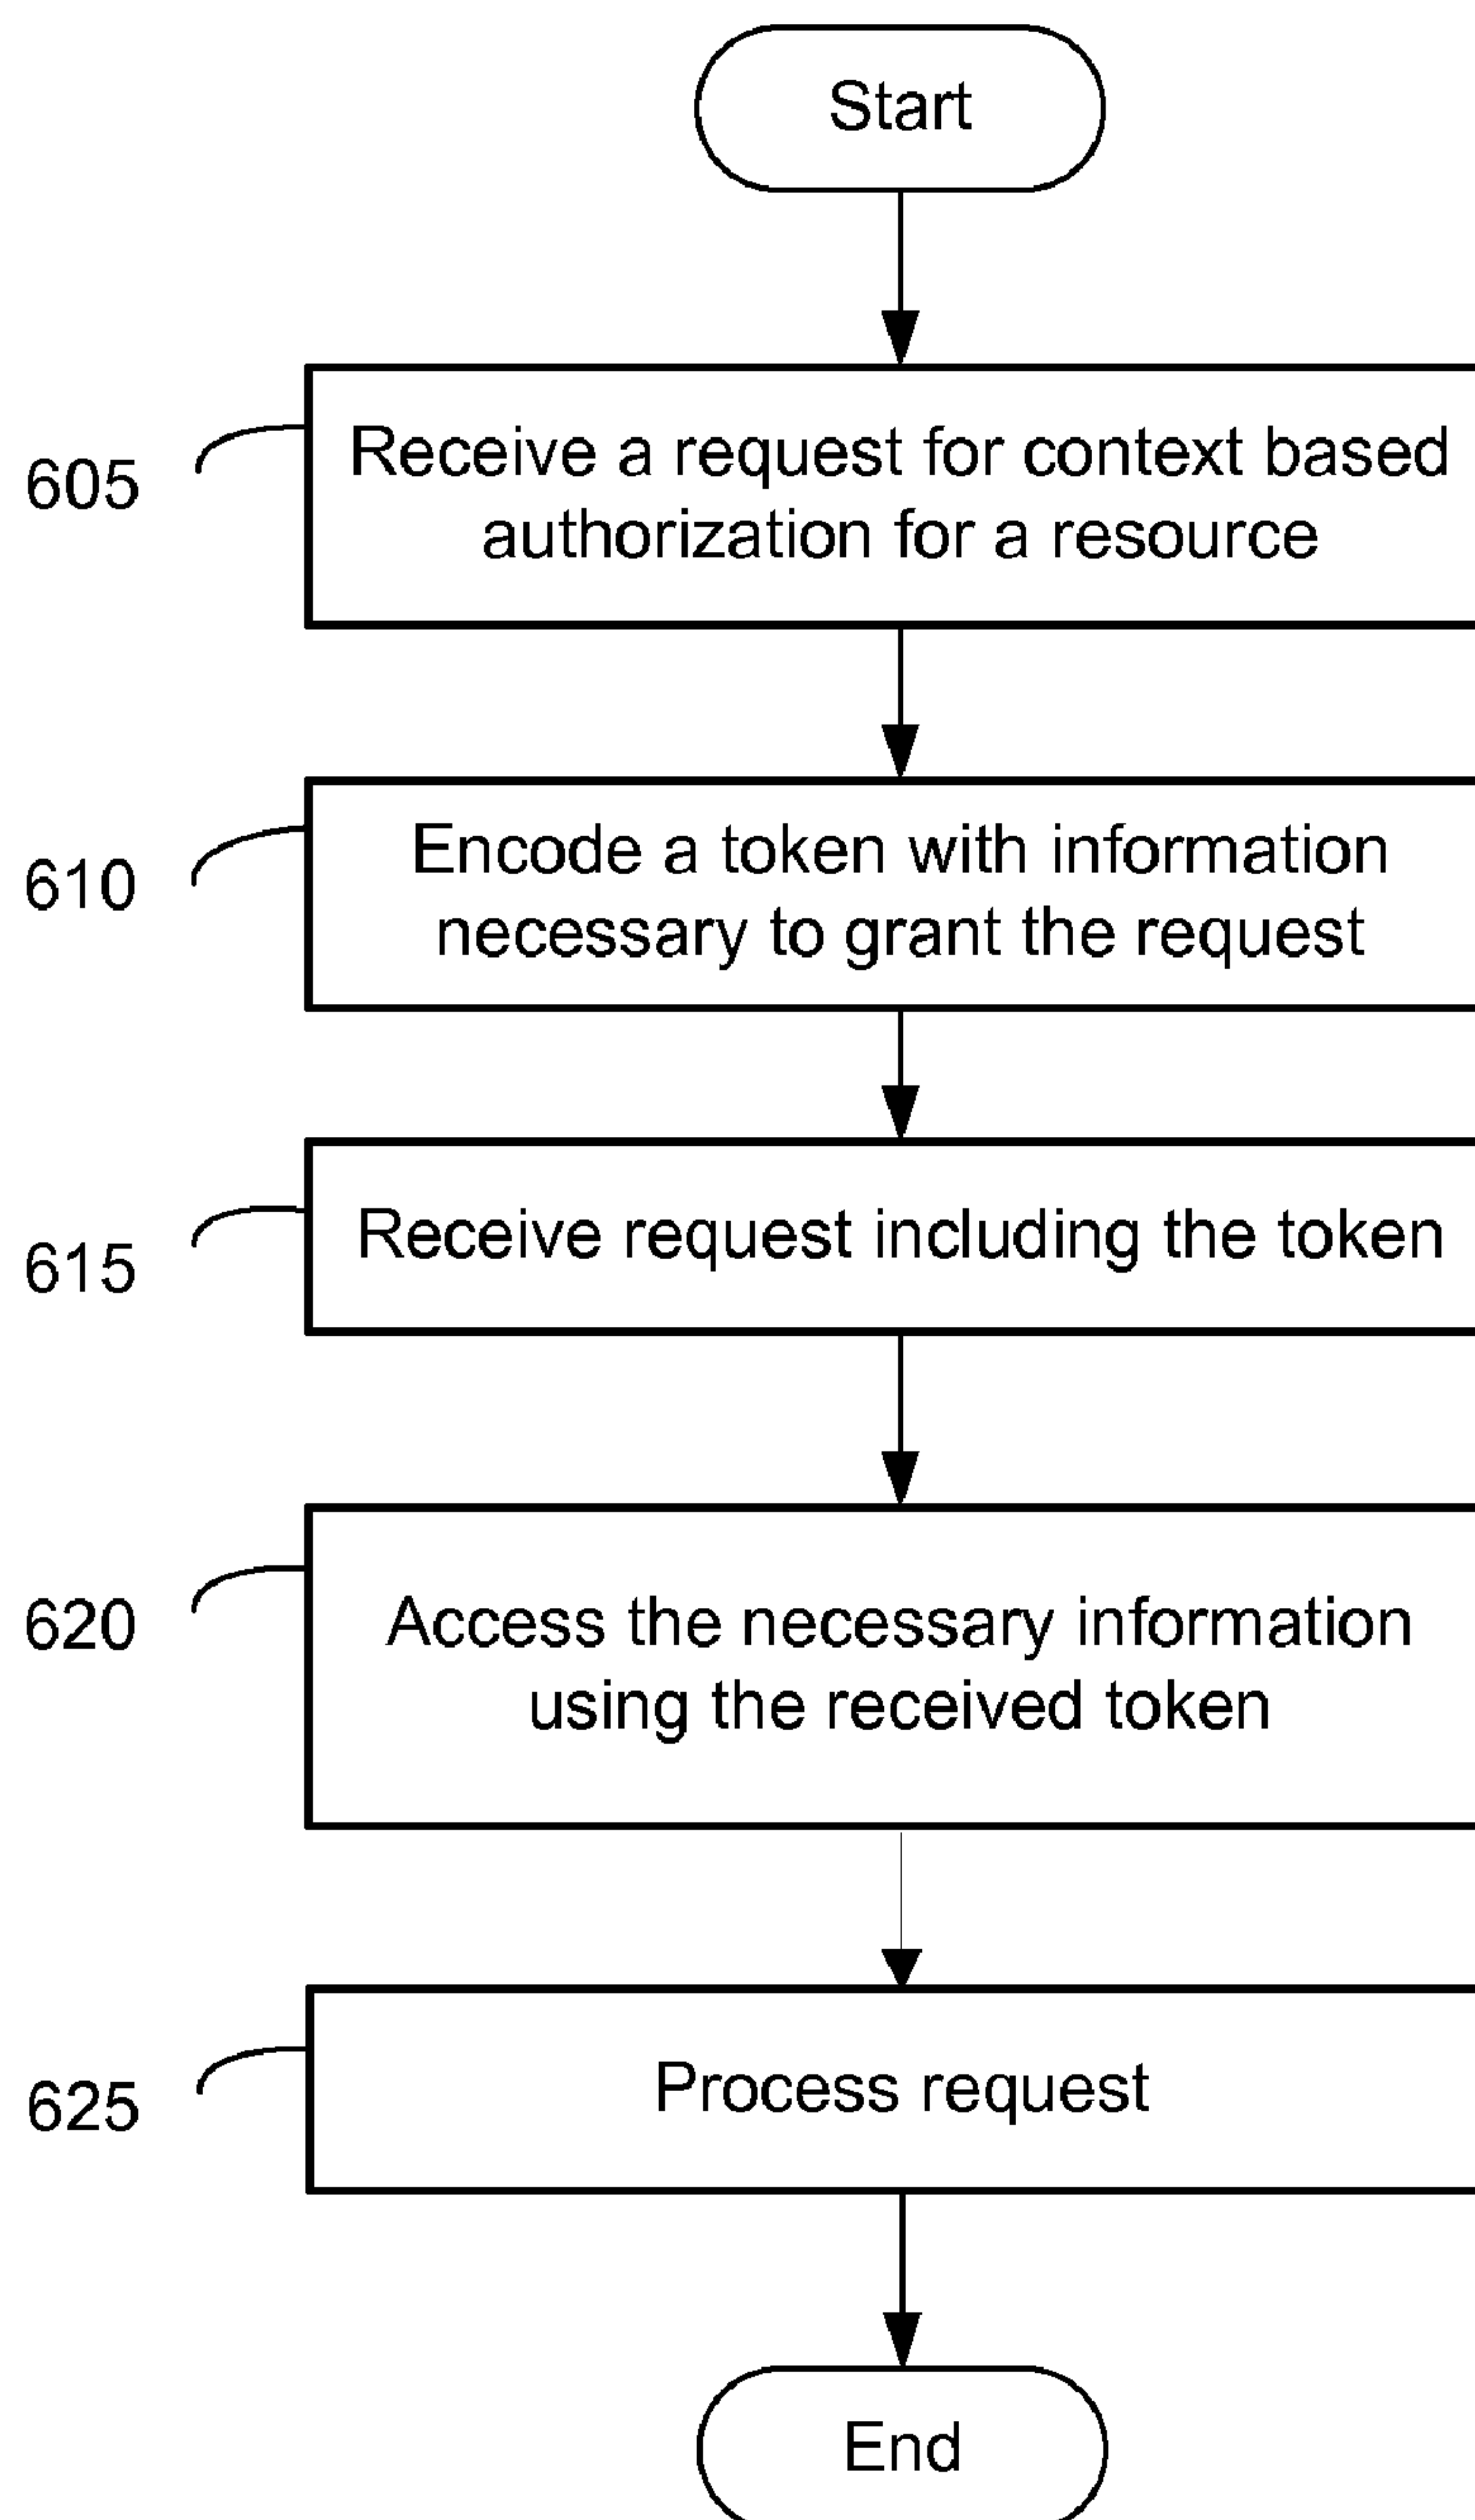 Start
605
Receive a request for context based
authorization for a resource
610
Encode a token with information
necessary to grant the request
615
Receive request including the token
620
Access the necessary information
using the received token
625
Process request
End